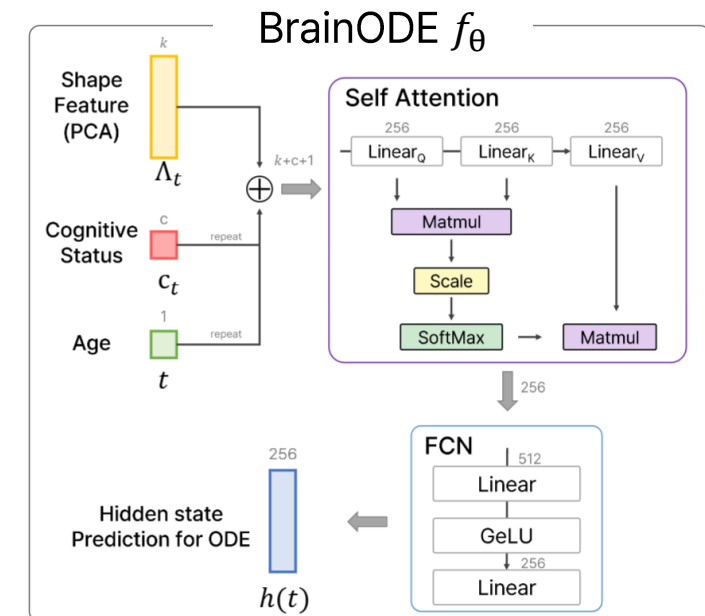 BrainODE fθ
k
Shape
Feature
(PCA)
Λt
k+c+1
c
Cognitive
Status
repeat
ct
1
Age
repeat
t
Self Attention
256
256
256
LinearQ
LinearK
LinearV
Matmul
Scale
SoftMax
Matmul
256
FCN
512
Linear
GeLU
256
Linear
256
Hidden state
Prediction for ODE
h(t)